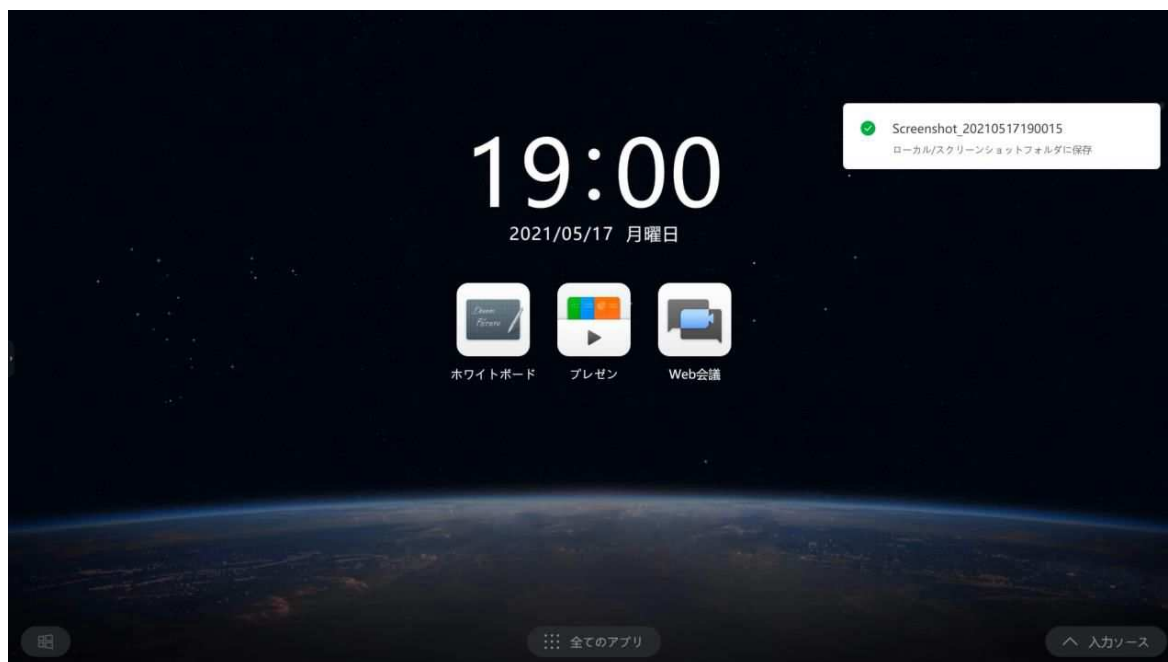 19:00
2021/05/17 月曜日
Screenshot_20210517190015
ローカル/スクリーンショットフォルダに保存
ホワイトボード
プレゼン
Web会議
全てのアプリ
入力ソース